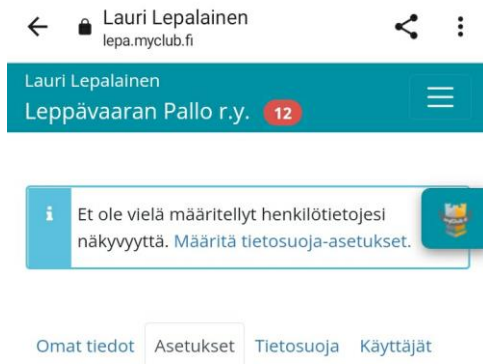 Lauri Lepalainen
lepa.myclub.fi
Lauri Lepalainen
Leppävaaran Pallo r.y. 12
Et ole vielä määritellyt henkilötietojesi
näkyvyyttä. Määritä tietosuoja-asetukset.
Omat tiedot Asetukset Tietosuoja Käyttäjät